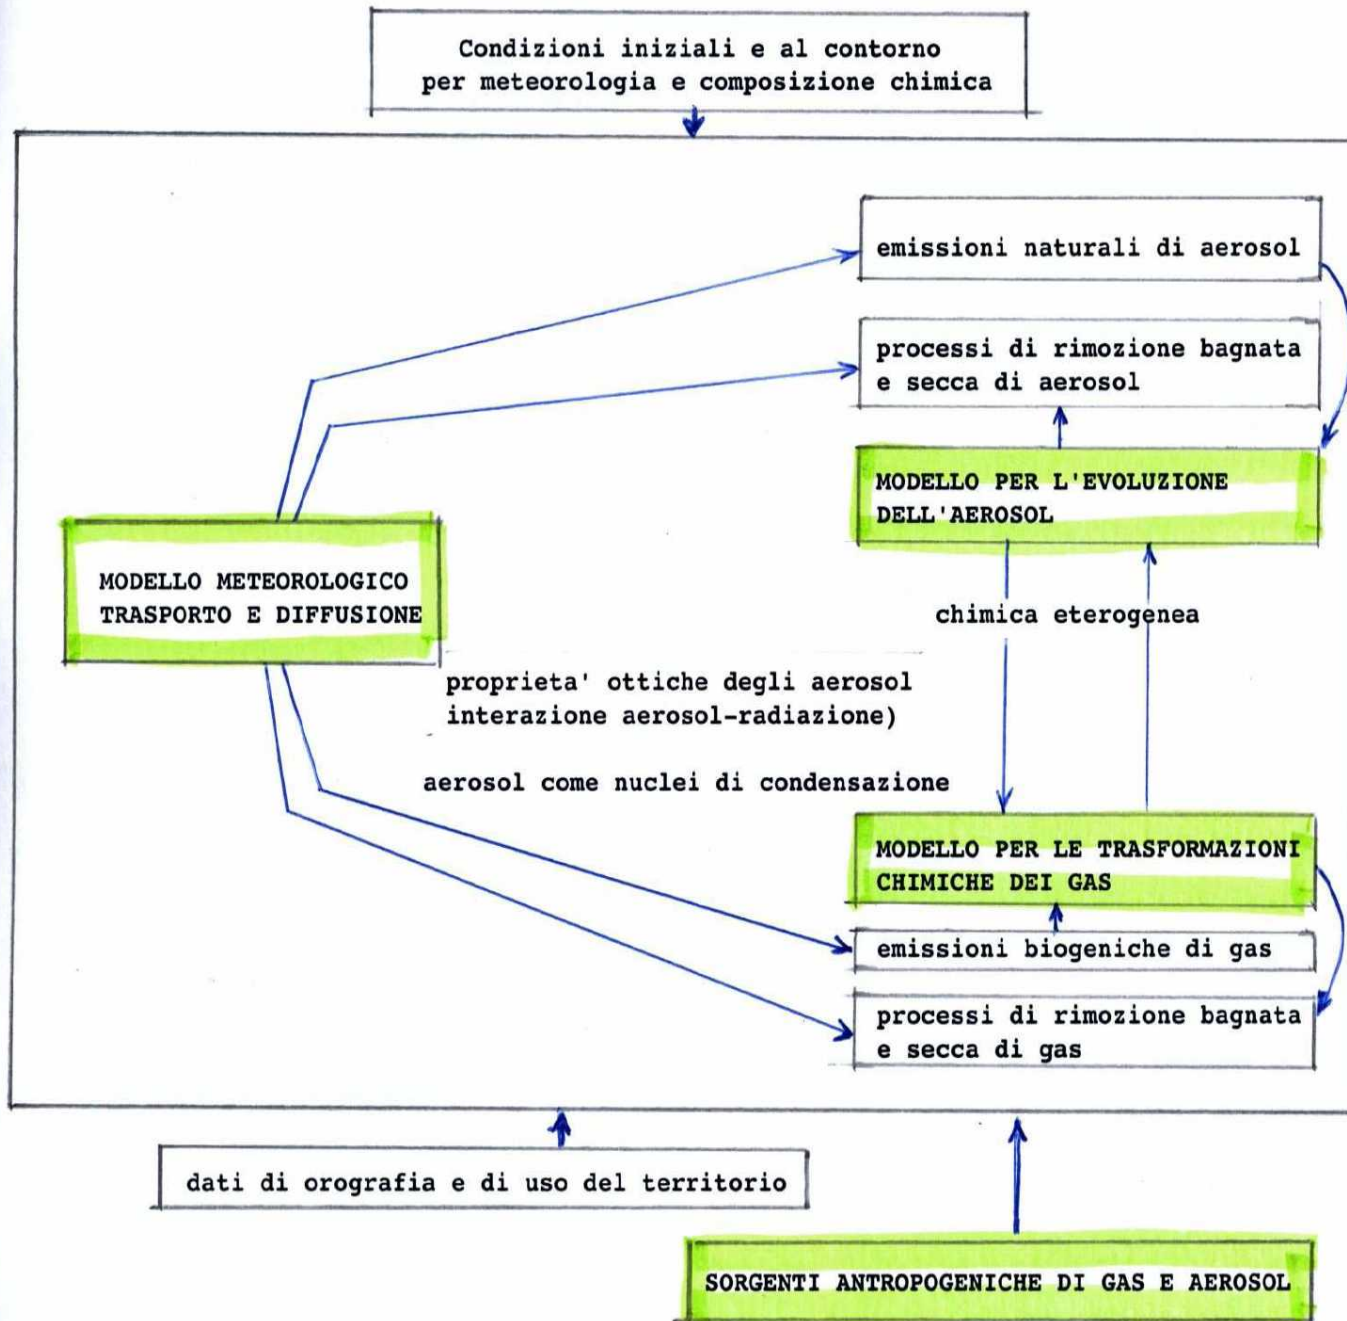 Condizioni iniziali e al contorno
per meteorologia e composizione chimica
emissioni naturali di aerosol
processi di rimozione bagnata
e secca di aerosol
MODELLO PER L'EVOLUZIONE
DELL'AEROSOL
MODELLO METEOROLOGICO
TRASPORTO E DIFFUSIONE
chimica eterogenea
proprieta' ottiche degli aerosol
interazione aerosol-radiazione)
aerosol come nuclei di condensazione
MODELLO PER LE TRASFORMAZIONI
CHIMICHE DEI GAS
emissioni biogeniche di gas
processi di rimozione bagnata
e secca di gas
dati di orografia e di uso del territorio
SORGENTI ANTROPOGENICHE DI GAS E AEROSOL